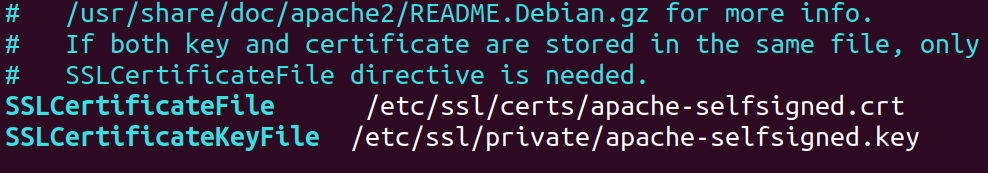 #   /usr/share/doc/apache2/README.Debian.gz for more info.
#   If both key and certificate are stored in the same file, only
#   SSLCertificateFile directive is needed.
SSLCertificateFile      /etc/ssl/certs/apache-selfsigned.crt
SSLCertificateKeyFile  /etc/ssl/private/apache-selfsigned.key